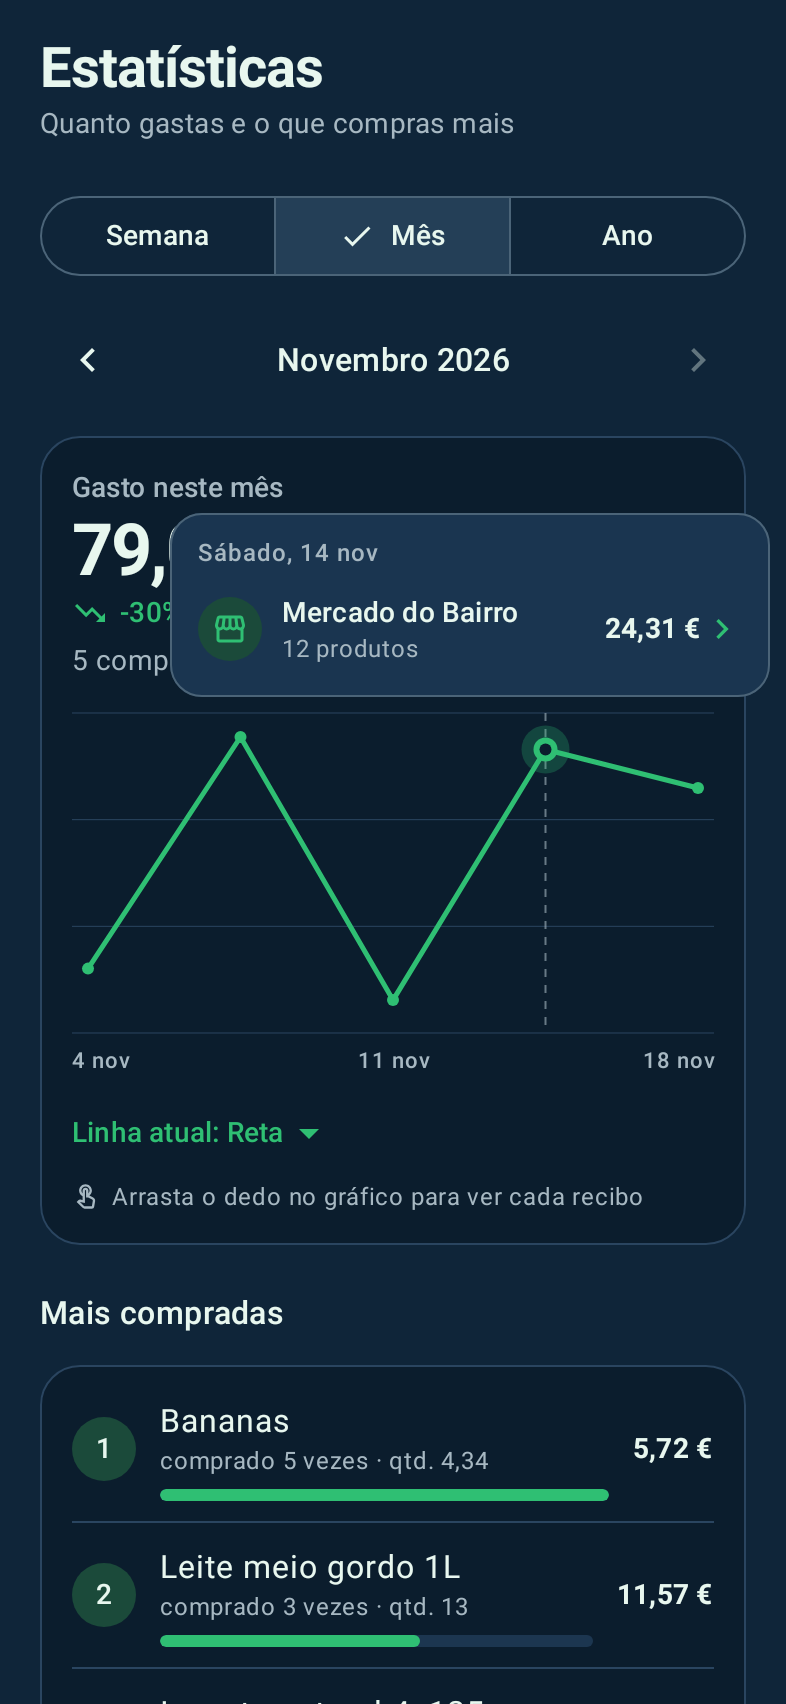 Estatísticas
Quanto gastas e o que compras mais
Semana
Mês
Ano
Novembro 2026
Gasto neste mês
79,
-30%
5 comp
Sábado, 14 nov
Mercado do Bairro
12 produtos
24,31 €
4 nov
11 nov
18 nov
Linha atual: Reta
Arrasta o dedo no gráfico para ver cada recibo
Mais compradas
1
Bananas
comprado 5 vezes · qtd. 4,34
5,72 €
2
Leite meio gordo 1L
comprado 3 vezes · qtd. 13
11,57 €